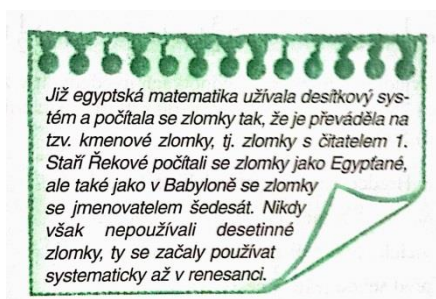 Již egyptská matematika užívala desítkový sys-
tém a počítala se zlomky tak, že je převáděla na
tzv. kmenové zlomky, tj. zlomky s čitatelem 1.
Staří Řekové počítali se zlomky jako Egypťané,
ale také jako v Babyloně se zlomky
se jmenovatelem šedesát. Nikdy
však nepoužívali desetinné
zlomky, ty se začaly používat
systematicky až v renesanci.